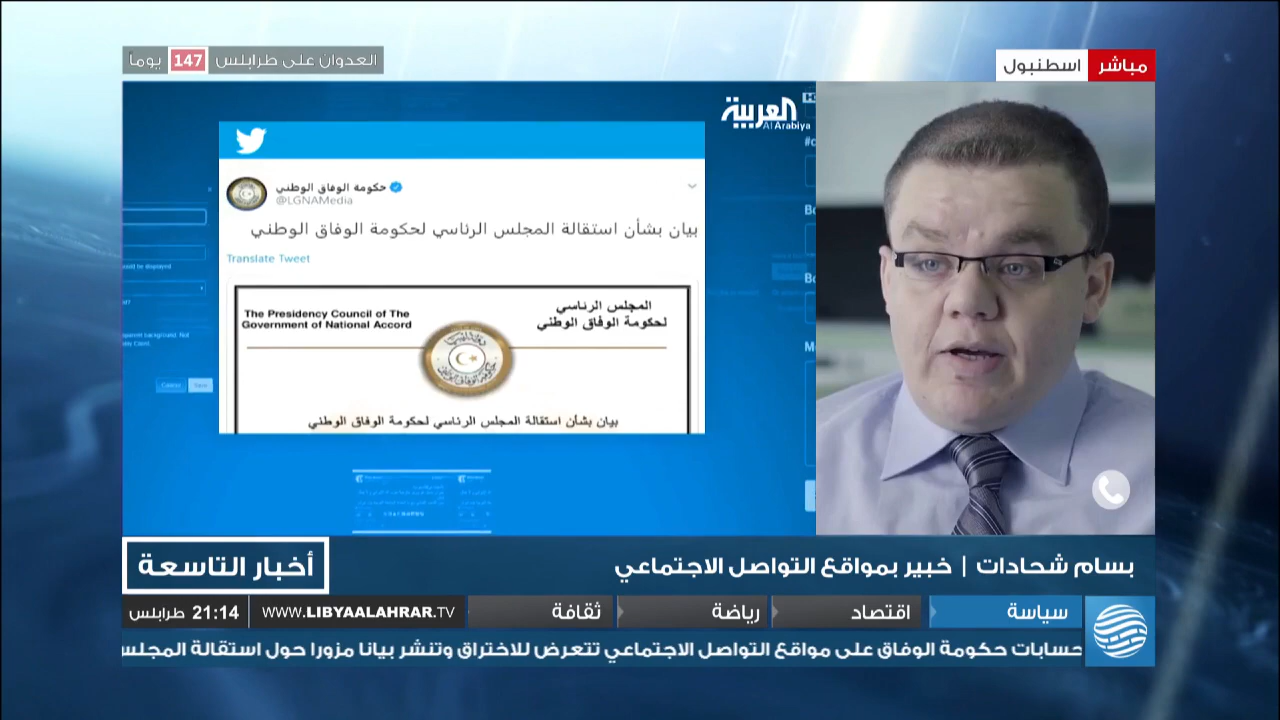 العدوان على طرابلس 147 يوماً
مباشر اسطنبول
العربية
Al Arabiya
حكومة الوفاق الوطني
@LGNAMedia
بيان بشأن استقالة المجلس الرئاسي لحكومة الوفاق الوطني
Translate Tweet
The Presidency Council of The
Government of National Accord
المجلس الرئاسي
لحكومة الوفاق الوطني
بيان بشأن استقالة المجلس الرئاسي لحكومة الوفاق الوطني
Cancel Save
بسام شحادات | خبير بمواقع التواصل الاجتماعي
أخبار التاسعة
سياسة اقتصاد رياضة ثقافة
WWW.LIBYAALAHRAR.TV
21:14 طرابلس
حسابات حكومة الوفاق على مواقع التواصل الاجتماعي تتعرض للاختراق وتنشر بيانا مزورا حول استقالة المجلس